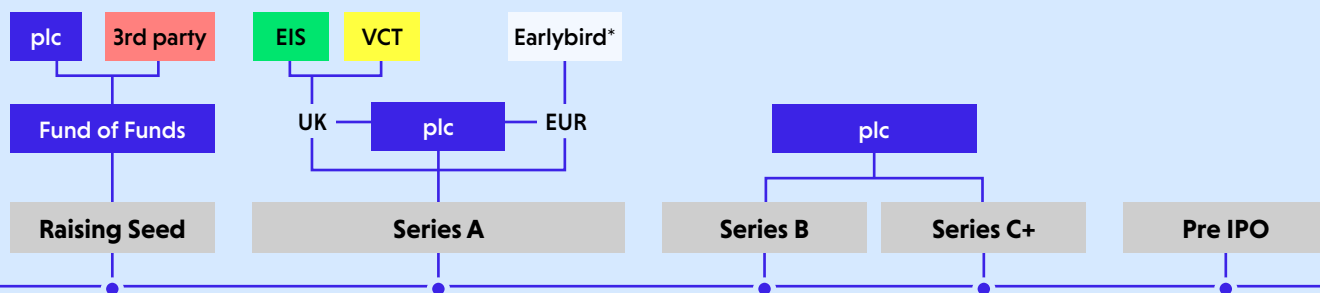 plc
3rd party
EIS
VCT
Earlybird*
Fund of Funds
UK
plc
EUR
plc
Raising Seed
Series A
Series B
Series C+
Pre IPO